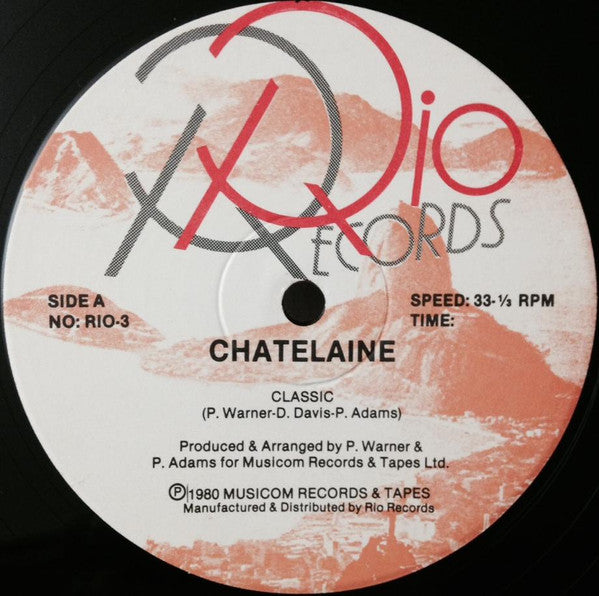 Rio
RECORDS
SIDE A
NO: RIO-3
SPEED: 33-⅓ RPM
TIME:
CHATELAINE
CLASSIC
(P. Warner-D. Davis-P. Adams)
Produced & Arranged by P. Warner &
P. Adams for Musicom Records & Tapes Ltd.
Ⓟ1980 MUSICOM RECORDS & TAPES
Manufactured & Distributed by Rio Records